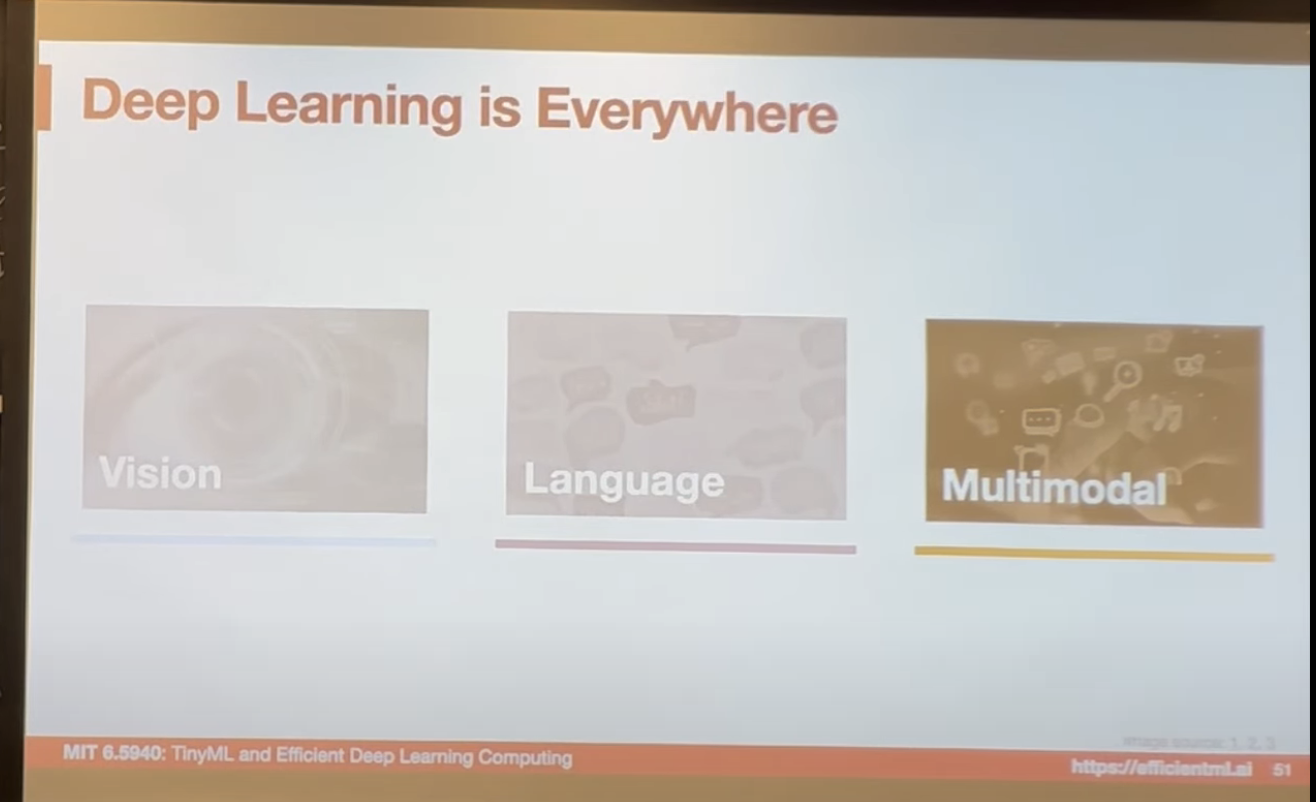 Deep Learning is Everywhere
Vision
Language
Multimodal
image source: 1, 2, 3
MIT 6.5940: TinyML and Efficient Deep Learning Computing
https://efficientml.ai
51